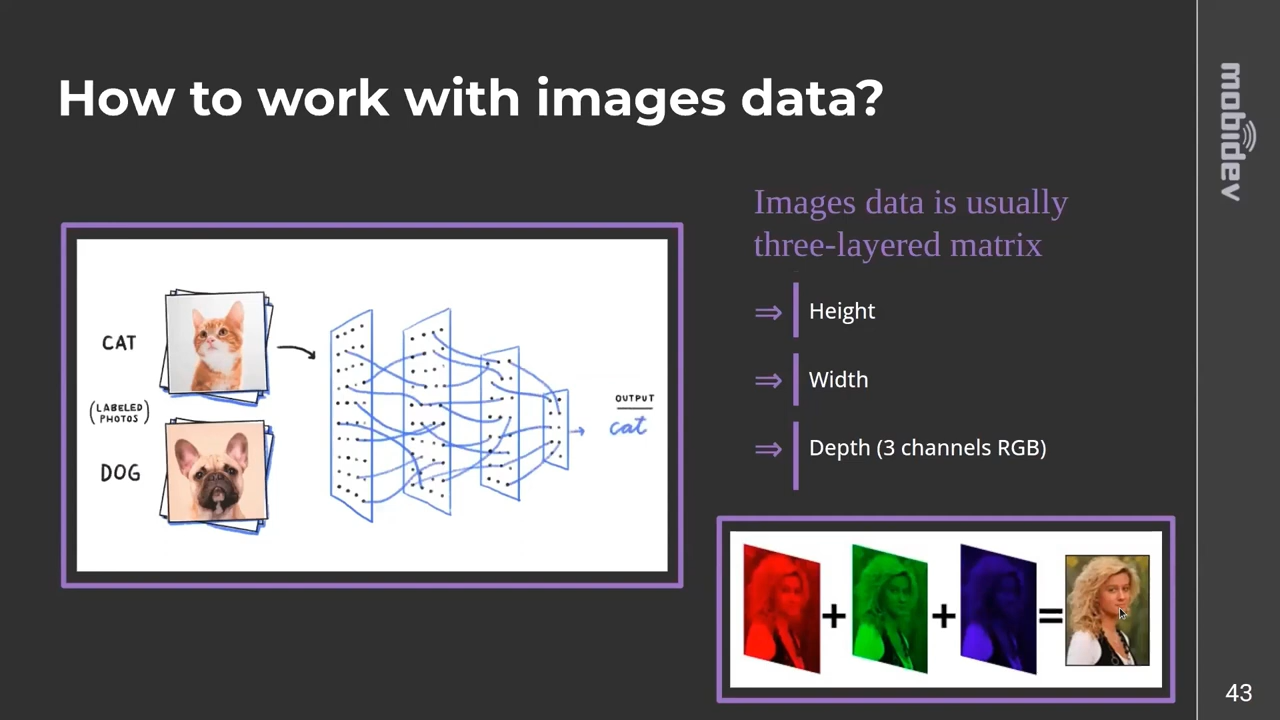 How to work with images data?
mobidev
Images data is usually
three-layered matrix
⇒ Height
⇒ Width
⇒ Depth (3 channels RGB)
CAT
(LABELED
PHOTOS)
DOG
OUTPUT
cat
+ + =
43